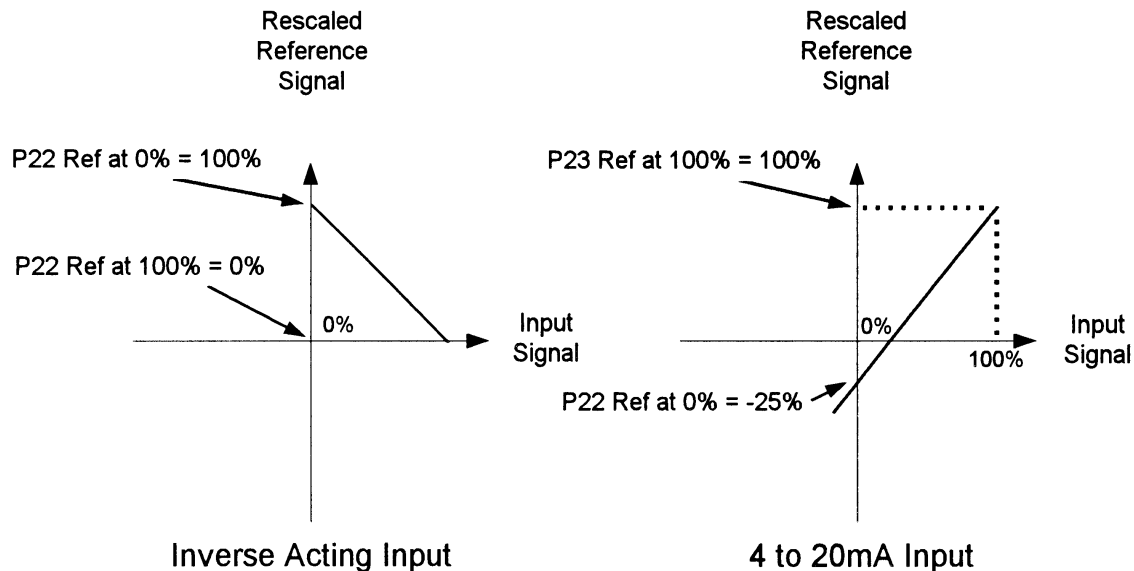 Rescaled
Reference
Signal
P22 Ref at 0% = 100%
P22 Ref at 100% = 0%
0%
Input
Signal
Inverse Acting Input
Rescaled
Reference
Signal
P23 Ref at 100% = 100%
0%
100%
Input
Signal
P22 Ref at 0% = -25%
4 to 20mA Input